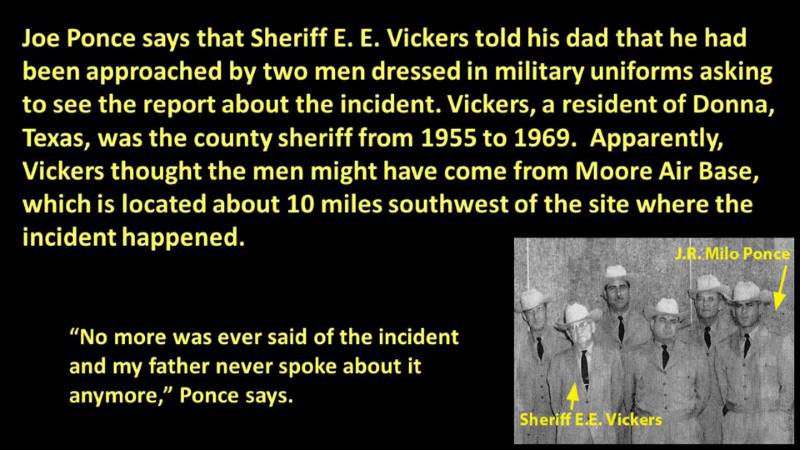 Joe Ponce says that Sheriff E. E. Vickers told his dad that he had
been approached by two men dressed in military uniforms asking
to see the report about the incident. Vickers, a resident of Donna,
Texas, was the county sheriff from 1955 to 1969.  Apparently,
Vickers thought the men might have come from Moore Air Base,
which is located about 10 miles southwest of the site where the
incident happened.
J.R. Milo Ponce
“No more was ever said of the incident
and my father never spoke about it
anymore,” Ponce says.
Sheriff E.E. Vickers